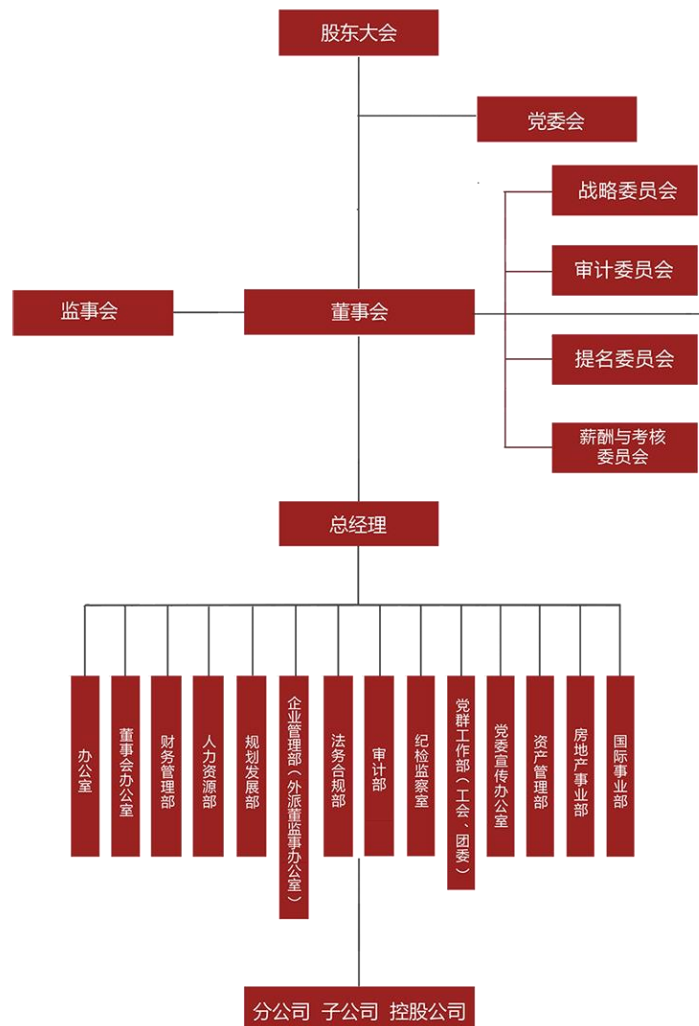 股东大会
党委会
战略委员会
审计委员会
监事会
董事会
提名委员会
薪酬与考核
委员会
总经理
办公室
董事会办公室
财务管理部
人力资源部
规划发展部
企业管理部（外派董监事办公室）
法务合规部
审计部
纪检监察室
党群工作部（工会、团委）
党委宣传办公室
资产管理部
房地产事业部
国际事业部
分公司 子公司 控股公司